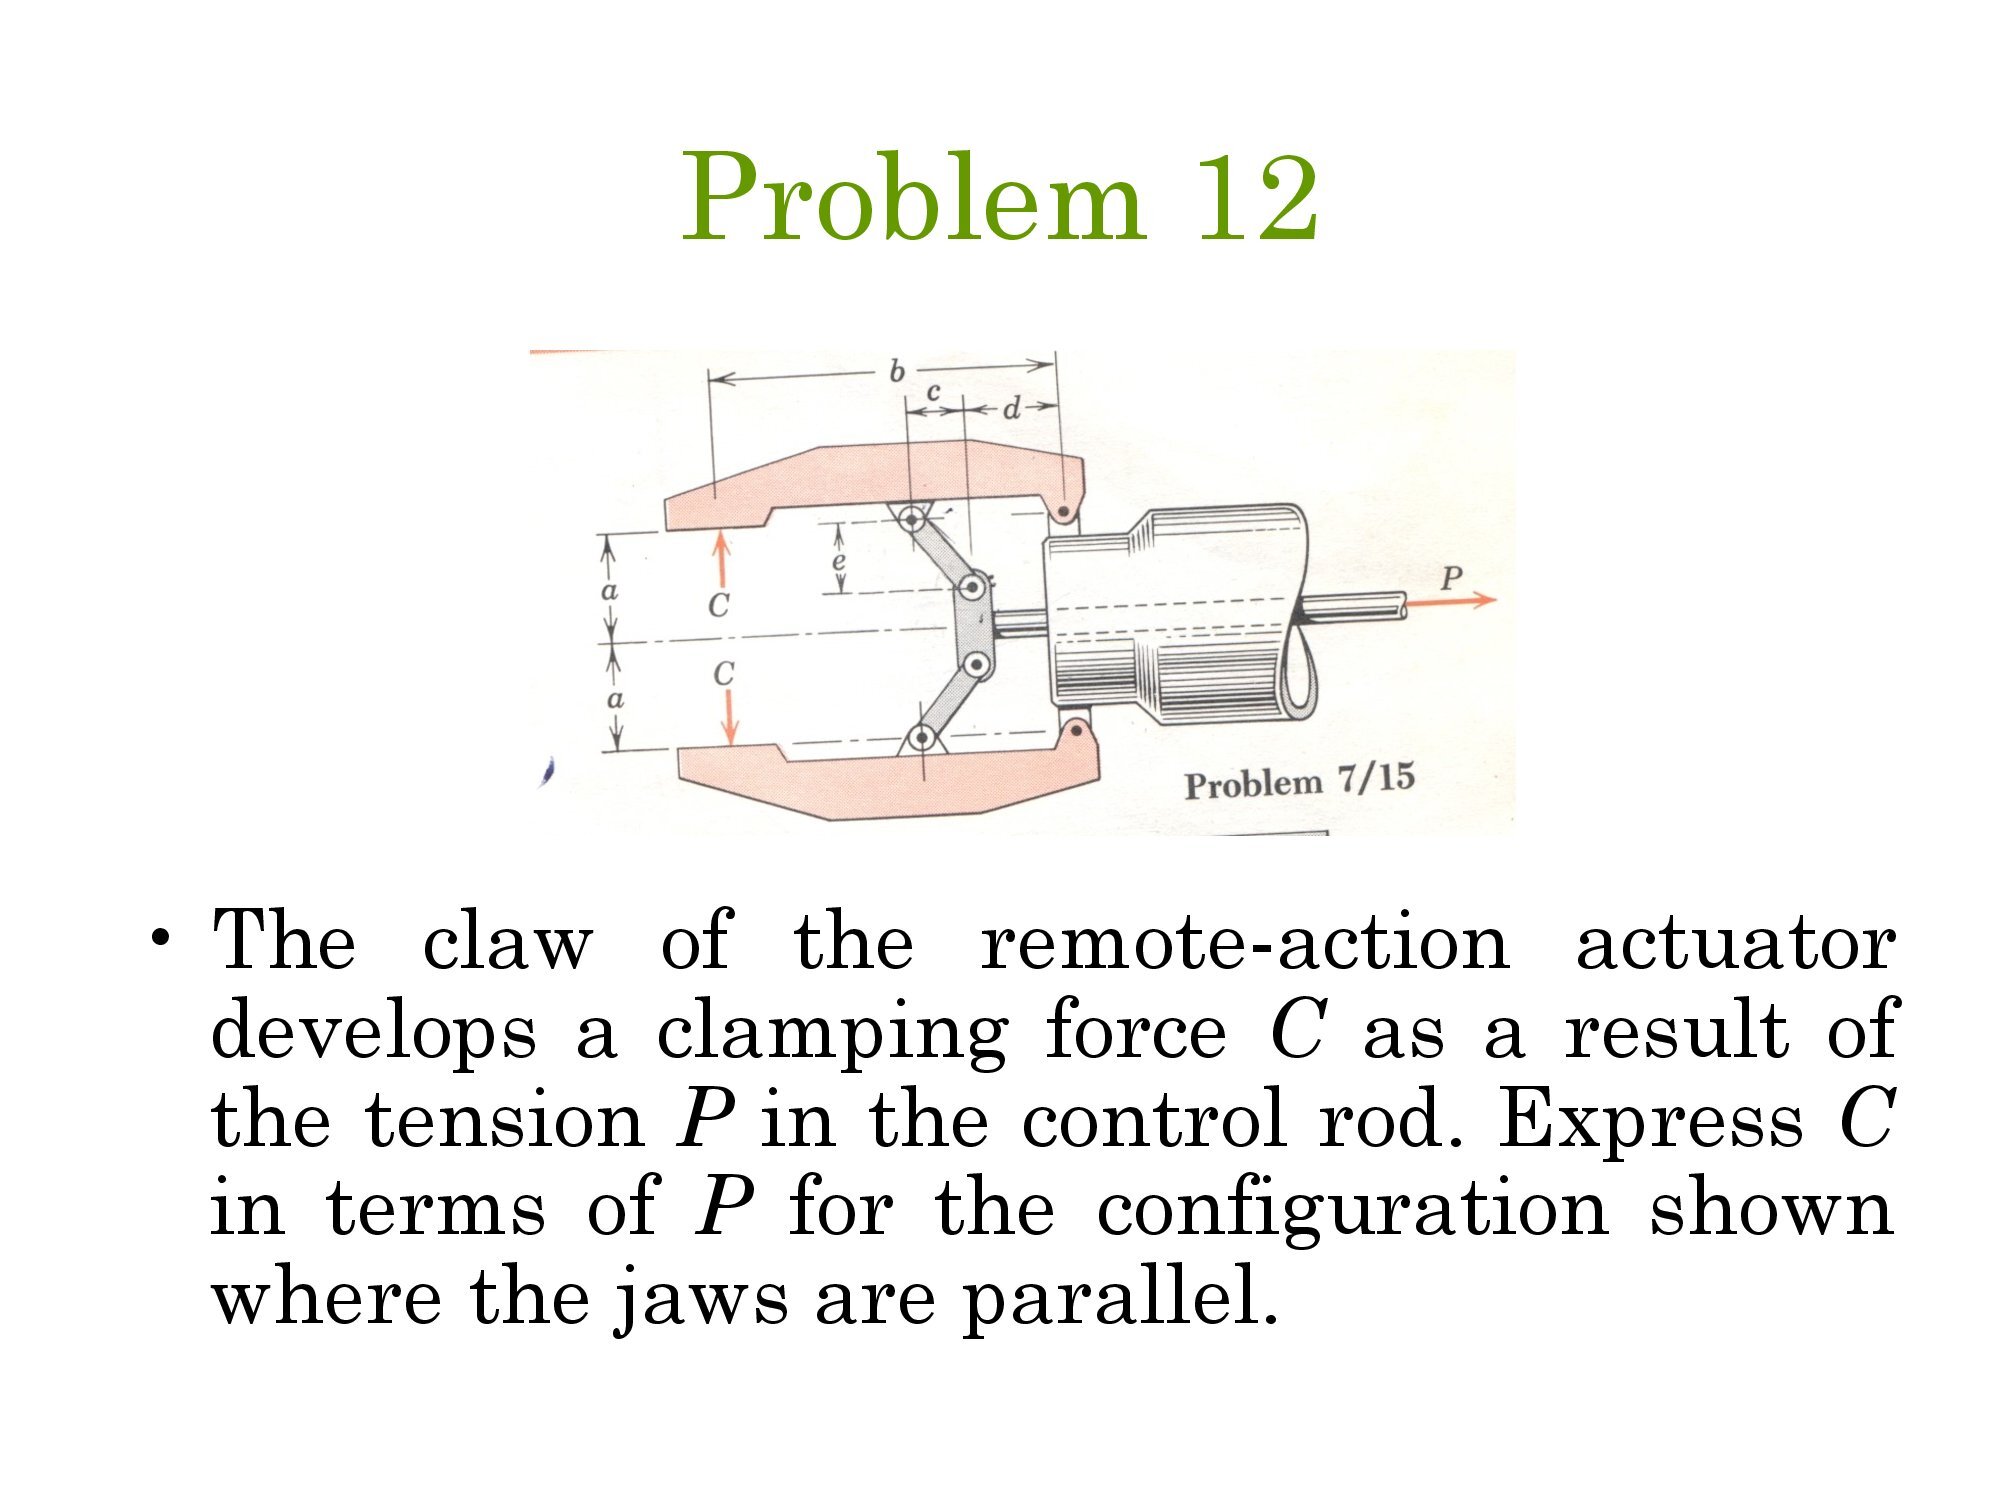 Problem 12
b
c
d
e
a
C
P
C
a
Problem 7/15
• The claw of the remote-action actuator
develops a clamping force C as a result of
the tension P in the control rod. Express C
in terms of P for the configuration shown
where the jaws are parallel.